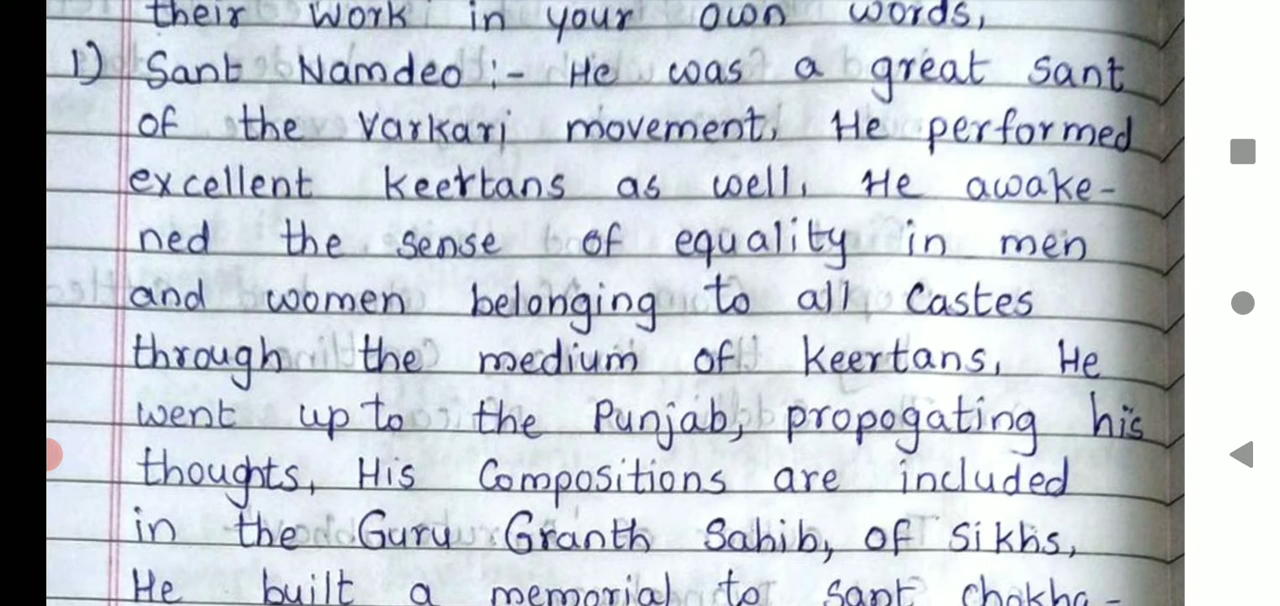 their work in your own words,
1) Sant Namdeo :- He was a great sant
of the Varkari movement. He performed
excellent keertans as well. He awake-
ned the sense of equality in men
and women belonging to all castes
through the medium of keertans, He
went up to the Punjab, propogating his
thoughts, His Compositions are included
in the Guru Granth Sahib, of Sikhs,
He built a memorial to sant chokha-